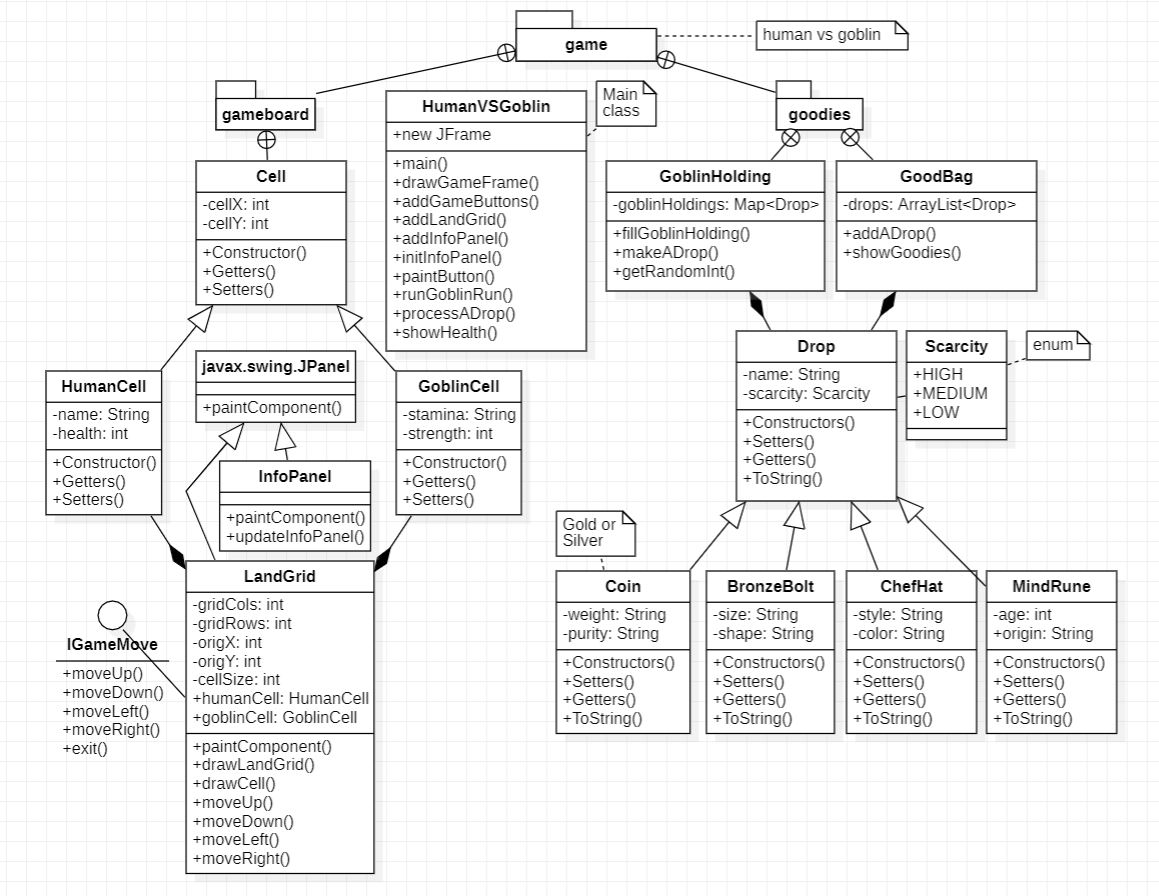 game
human vs goblin
gameboard
HumanVSGoblin
+new JFrame
+main()
+drawGameFrame()
+addGameButtons()
+addLandGrid()
+addInfoPanel()
+initInfoPanel()
+paintButton()
+runGoblinRun()
+processADrop()
+showHealth()
Main
class
goodies
Cell
-cellX: int
-cellY: int
+Constructor()
+Getters()
+Setters()
GoblinHolding
-goblinHoldings: Map<Drop>
+fillGoblinHolding()
+makeADrop()
+getRandomInt()
GoodBag
-drops: ArrayList<Drop>
+addADrop()
+showGoodies()
HumanCell
-name: String
-health: int
+Constructor()
+Getters()
+Setters()
javax.swing.JPanel
+paintComponent()
GoblinCell
-stamina: String
-strength: int
+Constructor()
+Getters()
+Setters()
InfoPanel
+paintComponent()
+updateInfoPanel()
Drop
-name: String
-scarcity: Scarcity
+Constructors()
+Setters()
+Getters()
+ToString()
Scarcity
+HIGH
+MEDIUM
+LOW
enum
Gold or
Silver
LandGrid
-gridCols: int
-gridRows: int
-origX: int
-origY: int
-cellSize: int
+humanCell: HumanCell
+goblinCell: GoblinCell
+paintComponent()
+drawLandGrid()
+drawCell()
+moveUp()
+moveDown()
+moveLeft()
+moveRight()
IGameMove
+moveUp()
+moveDown()
+moveLeft()
+moveRight()
+exit()
Coin
-weight: String
-purity: String
+Constructors()
+Setters()
+Getters()
+ToString()
BronzeBolt
-size: String
-shape: String
+Constructors()
+Setters()
+Getters()
+ToString()
ChefHat
-style: String
-color: String
+Constructors()
+Setters()
+Getters()
+ToString()
MindRune
-age: int
+origin: String
+Constructors()
+Setters()
+Getters()
+ToString()